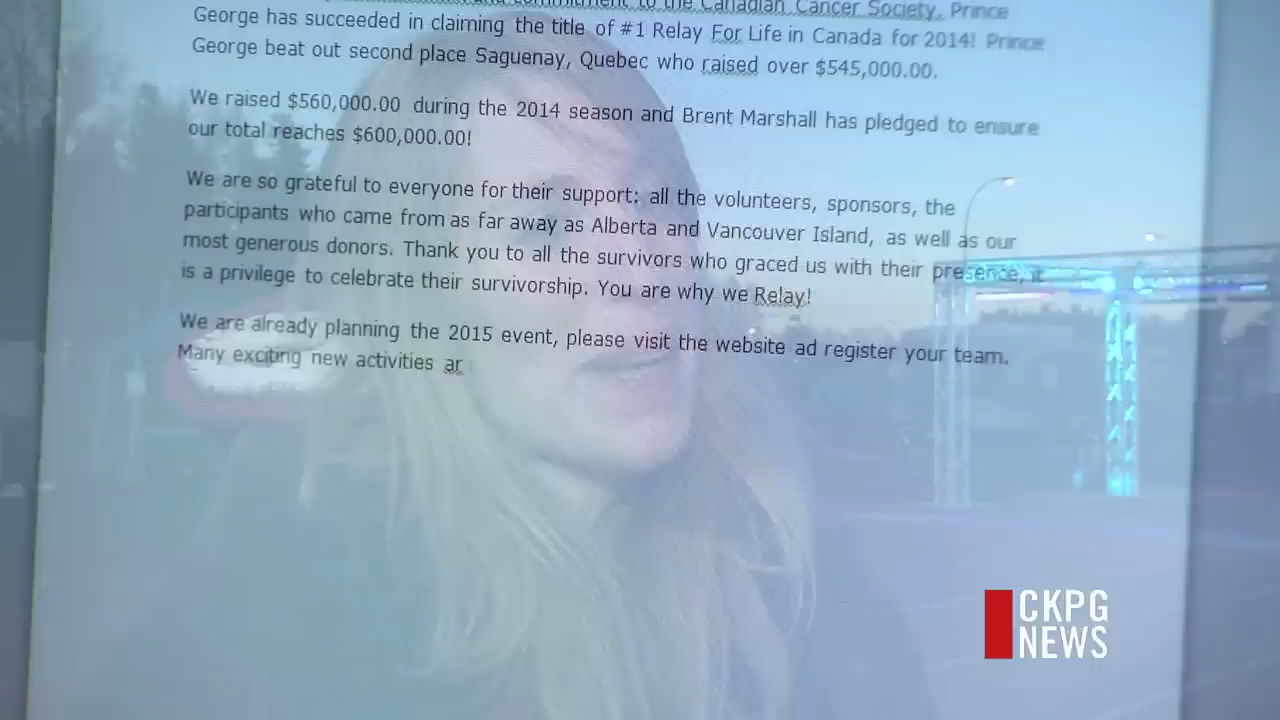 commitment to the Canadian Cancer Society, Prince
George has succeeded in claiming the title of #1 Relay For Life in Canada for 2014! Prince
George beat out second place Saguenay, Quebec who raised over $545,000.00.
We raised $560,000.00 during the 2014 season and Brent Marshall has pledged to ensure
our total reaches $600,000.00!
We are so grateful to everyone for their support: all the volunteers, sponsors, the
participants who came from as far away as Alberta and Vancouver Island, as well as our
most generous donors. Thank you to all the survivors who graced us with their presence, it
is a privilege to celebrate their survivorship. You are why we Relay!
We are already planning the 2015 event, please visit the website ad register your team.
Many exciting new activities ar
CKPG
NEWS